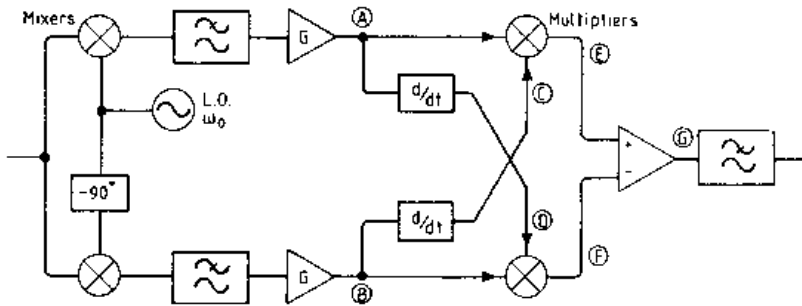 Mixers
Ⓐ
Multipliers
G
Ⓔ
d/dt
Ⓒ
L.O.
ω₀
+
Ⓖ
-90°
−
d/dt
Ⓓ
G
Ⓑ
Ⓕ